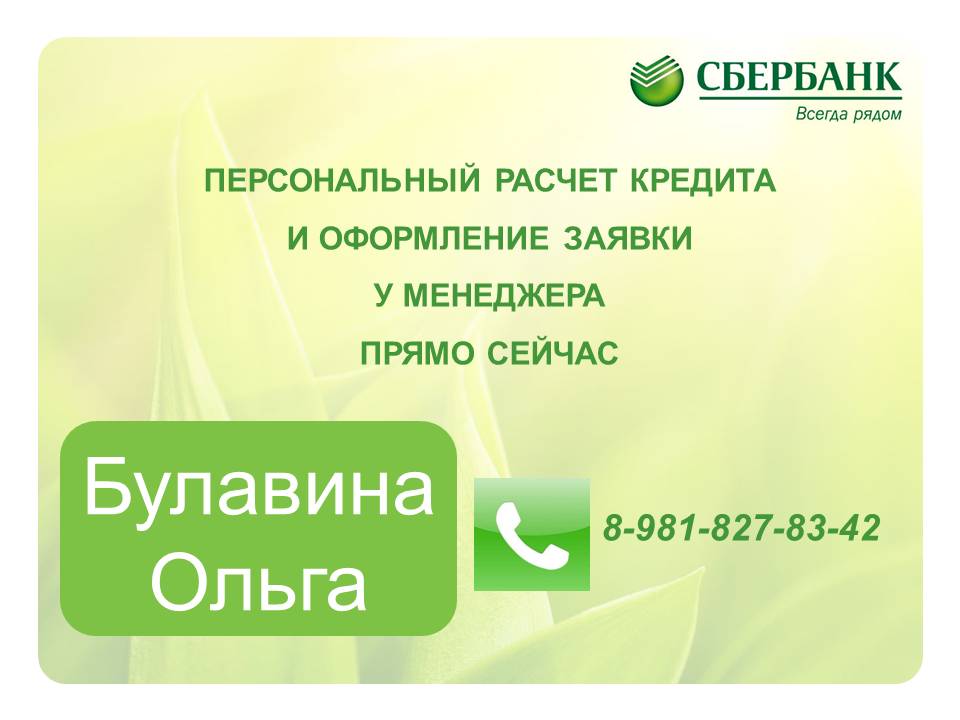 СБЕРБАНК
Всегда рядом
ПЕРСОНАЛЬНЫЙ РАСЧЕТ КРЕДИТА
И ОФОРМЛЕНИЕ ЗАЯВКИ
У МЕНЕДЖЕРА
ПРЯМО СЕЙЧАС
Булавина
Ольга
8-981-827-83-42